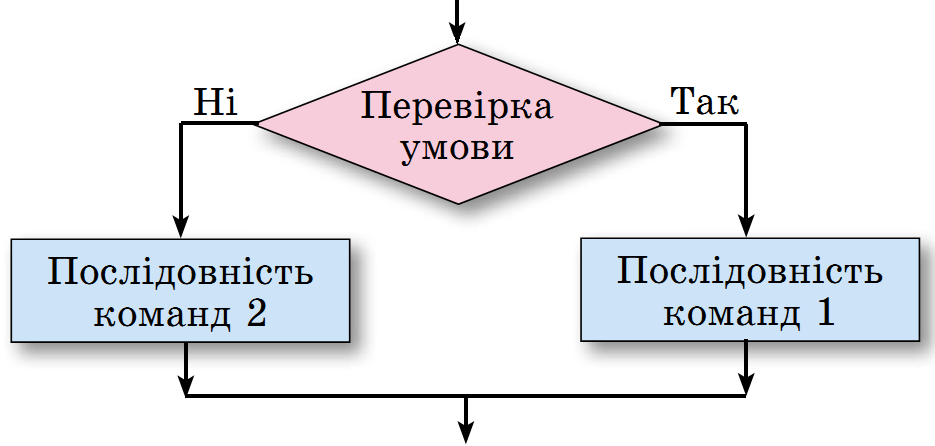 Ні
Перевірка
умови
Так
Послідовність
команд 2
Послідовність
команд 1